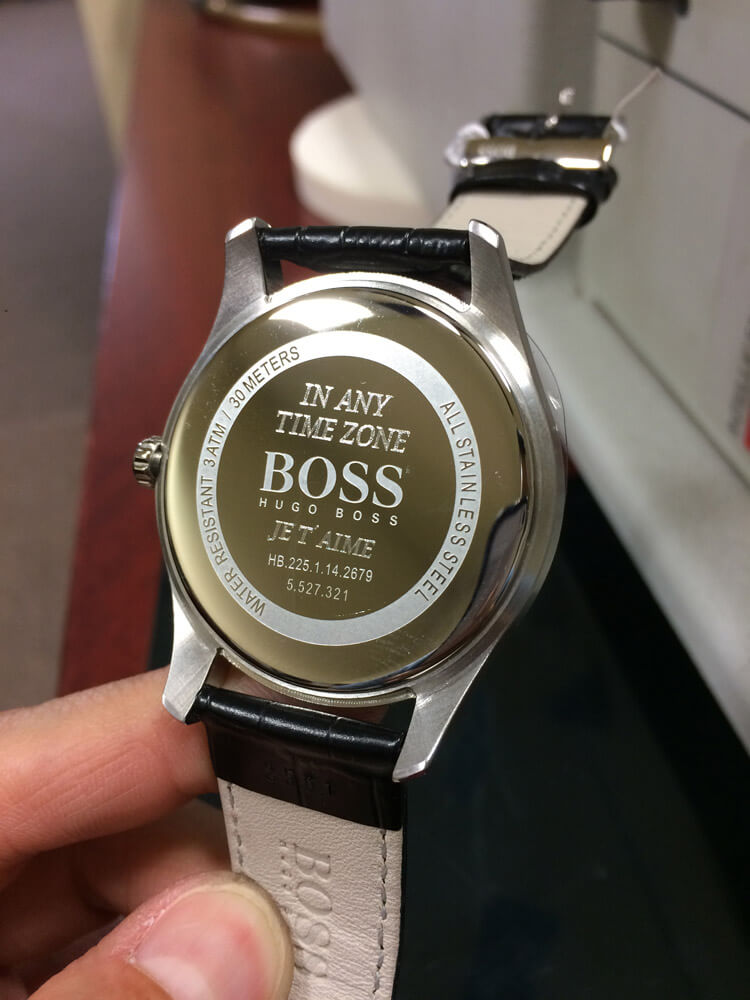 IN ANY
TIME ZONE
BOSS
HUGO BOSS
JE T'AIME
HB.225.1.14.2679
5.527.321
WATER RESISTANT 3ATM / 30 METERS
ALL STAINLESS STEEL
BOSS